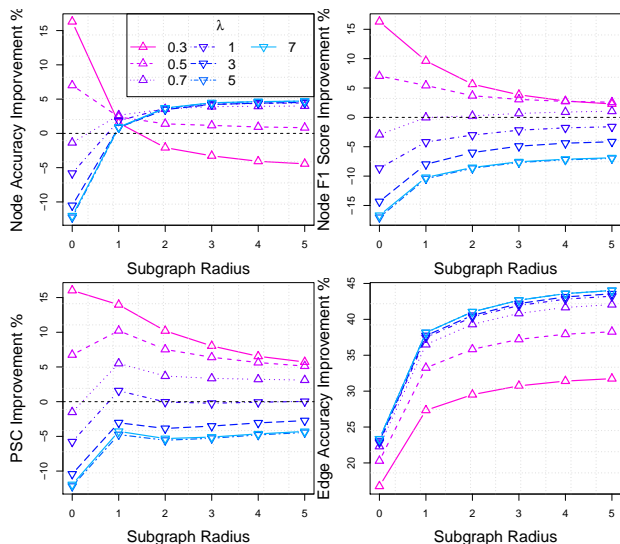 Node Accuracy Improvement %
15
10
5
0
-5
-10
λ
0.3 1 7
0.5 3
0.7 5
0 1 2 3 4 5
Subgraph Radius
Node F1 Score Improvement %
15
10
5
0
-5
-10
-15
0 1 2 3 4 5
Subgraph Radius
PSC Improvement %
15
10
5
0
-5
-10
0 1 2 3 4 5
Subgraph Radius
Edge Accuracy Improvement %
40
35
30
25
20
0 1 2 3 4 5
Subgraph Radius